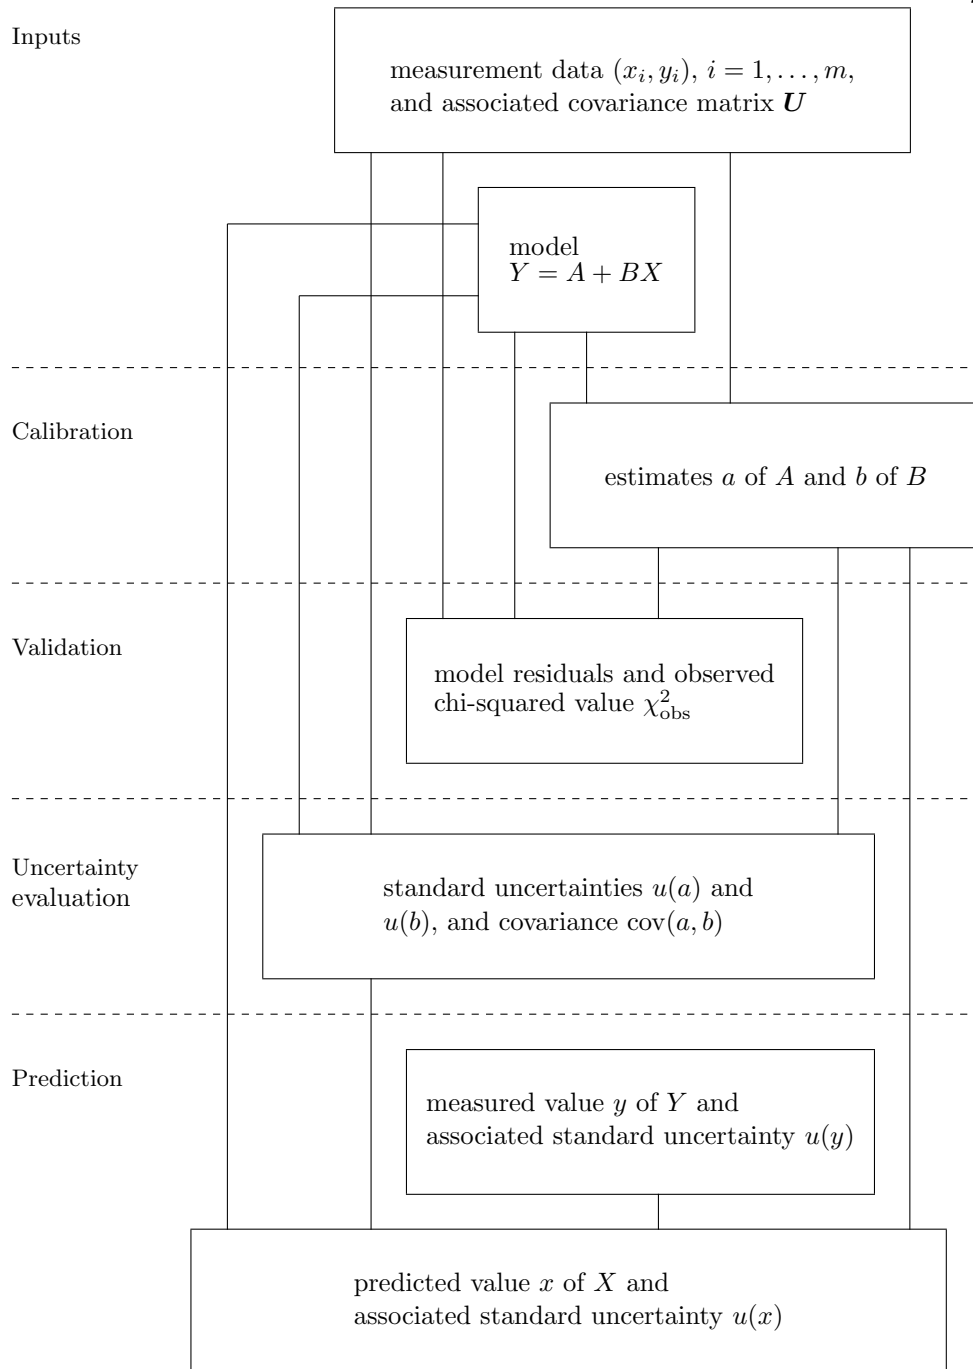 Inputs
measurement data (x_i, y_i), i = 1, . . . , m,
and associated covariance matrix U
model
Y = A + BX
Calibration
estimates a of A and b of B
Validation
model residuals and observed
chi-squared value χ²_obs
Uncertainty
evaluation
standard uncertainties u(a) and
u(b), and covariance cov(a, b)
Prediction
measured value y of Y and
associated standard uncertainty u(y)
predicted value x of X and
associated standard uncertainty u(x)